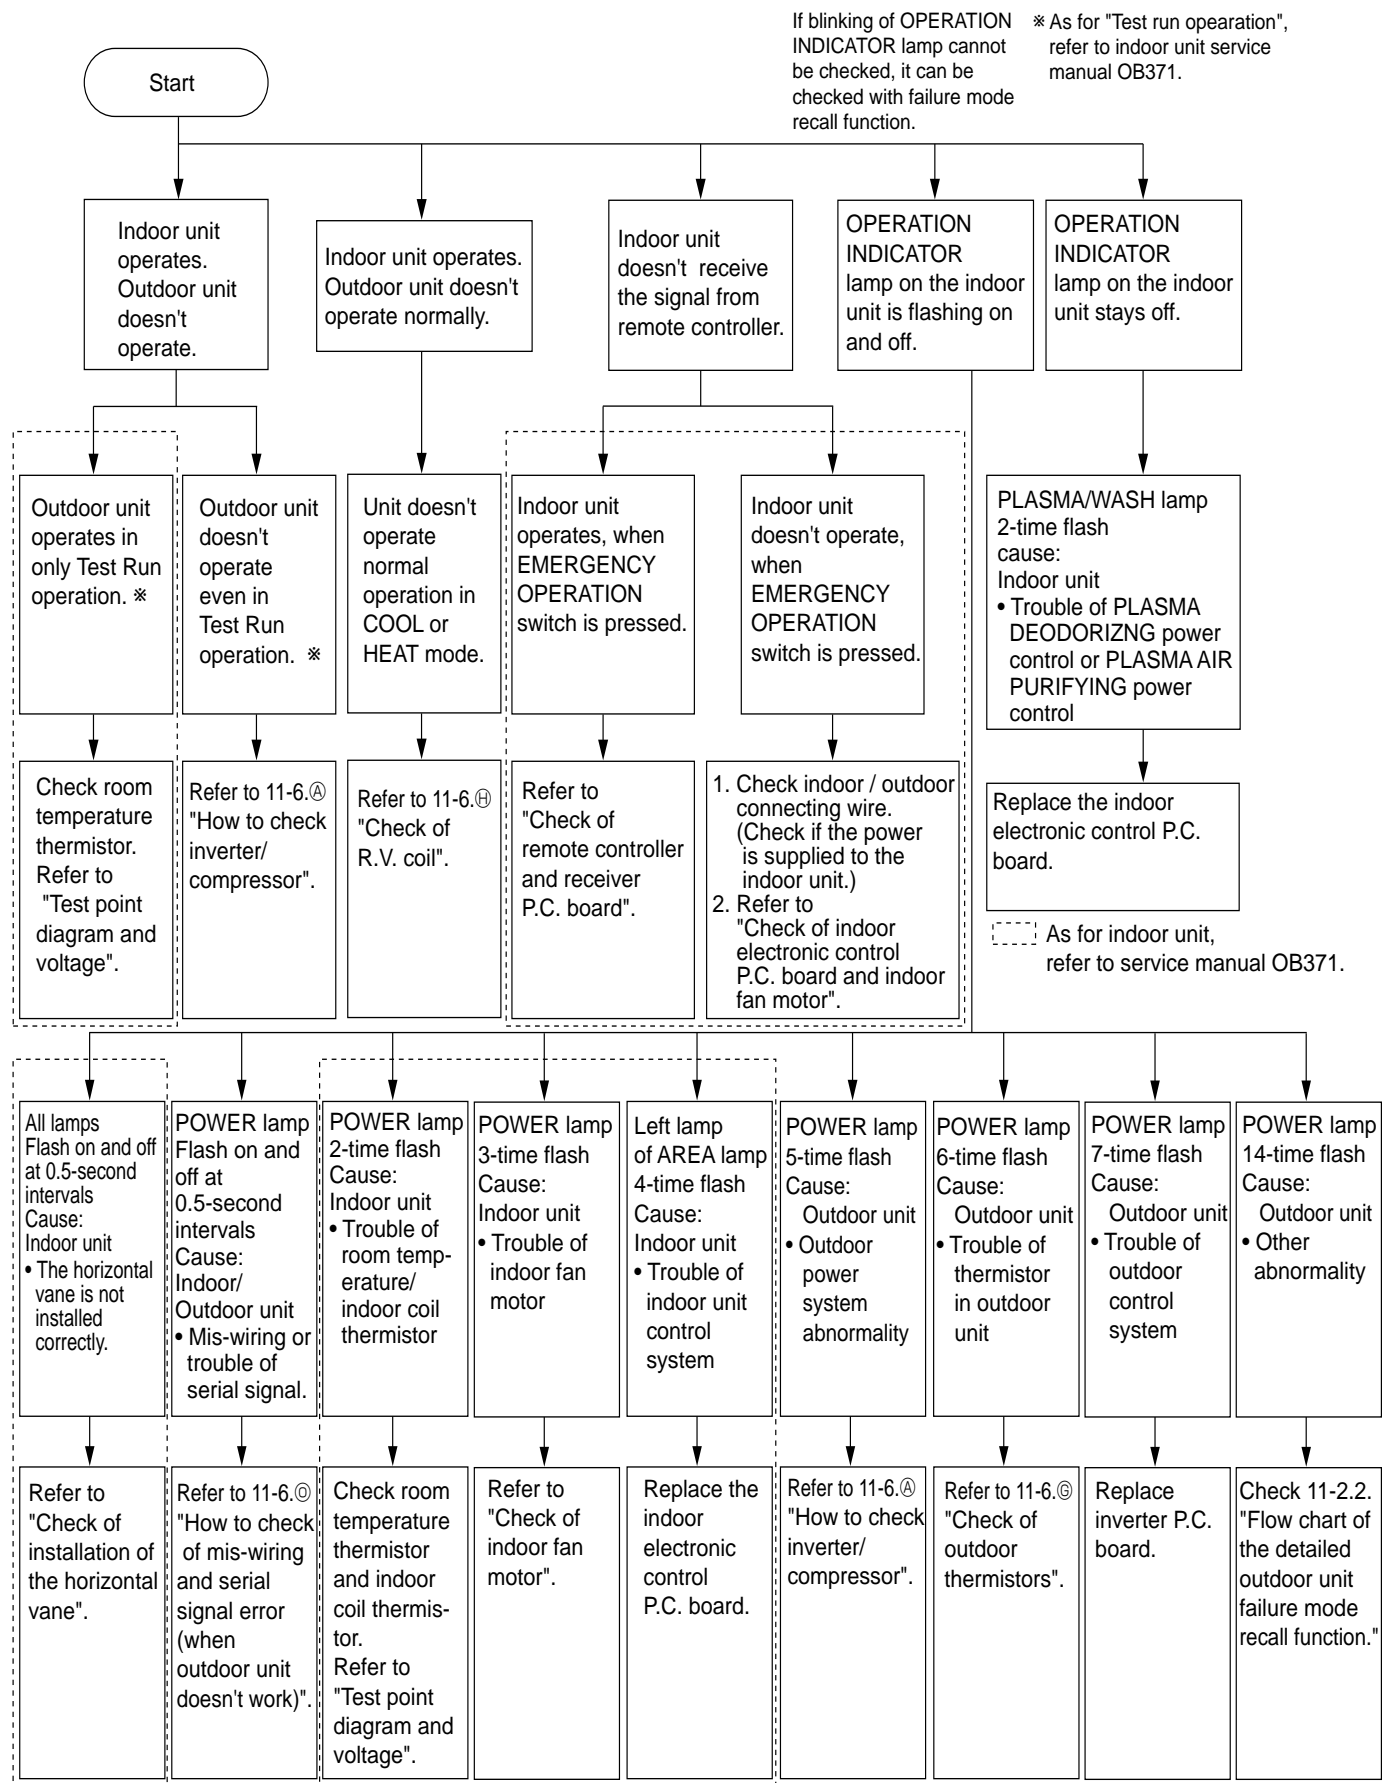 If blinking of OPERATION
INDICATOR lamp cannot
be checked, it can be
checked with failure mode
recall function.
※ As for "Test run opearation",
refer to indoor unit service
manual OB371.
Start
Indoor unit
operates.
Outdoor unit
doesn't
operate.
Indoor unit operates.
Outdoor unit doesn't
operate normally.
Indoor unit
doesn't receive
the signal from
remote controller.
OPERATION
INDICATOR
lamp on the indoor
unit is flashing on
and off.
OPERATION
INDICATOR
lamp on the indoor
unit stays off.
Outdoor unit
operates in
only Test Run
operation. ※
Outdoor unit
doesn't
operate
even in
Test Run
operation. ※
Unit doesn't
operate
normal
operation in
COOL or
HEAT mode.
Indoor unit
operates, when
EMERGENCY
OPERATION
switch is pressed.
Indoor unit
doesn't operate,
when
EMERGENCY
OPERATION
switch is pressed.
PLASMA/WASH lamp
2-time flash
cause:
Indoor unit
• Trouble of PLASMA
DEODORIZNG power
control or PLASMA AIR
PURIFYING power
control
Check room
temperature
thermistor.
Refer to
"Test point
diagram and
voltage".
Refer to 11-6.Ⓐ
"How to check
inverter/
compressor".
Refer to 11-6.Ⓗ
"Check of
R.V. coil".
Refer to
"Check of
remote controller
and receiver
P.C. board".
1. Check indoor / outdoor
connecting wire.
(Check if the power
is supplied to the
indoor unit.)
2. Refer to
"Check of indoor
electronic control
P.C. board and indoor
fan motor".
Replace the indoor
electronic control P.C.
board.
As for indoor unit,
refer to service manual OB371.
All lamps
Flash on and off
at 0.5-second
intervals
Cause:
Indoor unit
• The horizontal
vane is not
installed
correctly.
POWER lamp
Flash on and
off at
0.5-second
intervals
Cause:
Indoor/
Outdoor unit
• Mis-wiring or
trouble of
serial signal.
POWER lamp
2-time flash
Cause:
Indoor unit
• Trouble of
room temp-
erature/
indoor coil
thermistor
POWER lamp
3-time flash
Cause:
Indoor unit
• Trouble of
indoor fan
motor
Left lamp
of AREA lamp
4-time flash
Cause:
Indoor unit
• Trouble of
indoor unit
control
system
POWER lamp
5-time flash
Cause:
Outdoor unit
• Outdoor
power
system
abnormality
POWER lamp
6-time flash
Cause:
Outdoor unit
• Trouble of
thermistor
in outdoor
unit
POWER lamp
7-time flash
Cause:
Outdoor unit
• Trouble of
outdoor
control
system
POWER lamp
14-time flash
Cause:
Outdoor unit
• Other
abnormality
Refer to
"Check of
installation of
the horizontal
vane".
Refer to 11-6.Ⓞ
"How to check
of mis-wiring
and serial
signal error
(when
outdoor unit
doesn't work)".
Check room
temperature
thermistor
and indoor
coil thermis-
tor.
Refer to
"Test point
diagram and
voltage".
Refer to
"Check of
indoor fan
motor".
Replace the
indoor
electronic
control
P.C. board.
Refer to 11-6.Ⓐ
"How to check
inverter/
compressor".
Refer to 11-6.Ⓖ
"Check of
outdoor
thermistors".
Replace
inverter P.C.
board.
Check 11-2.2.
"Flow chart of
the detailed
outdoor unit
failure mode
recall function."